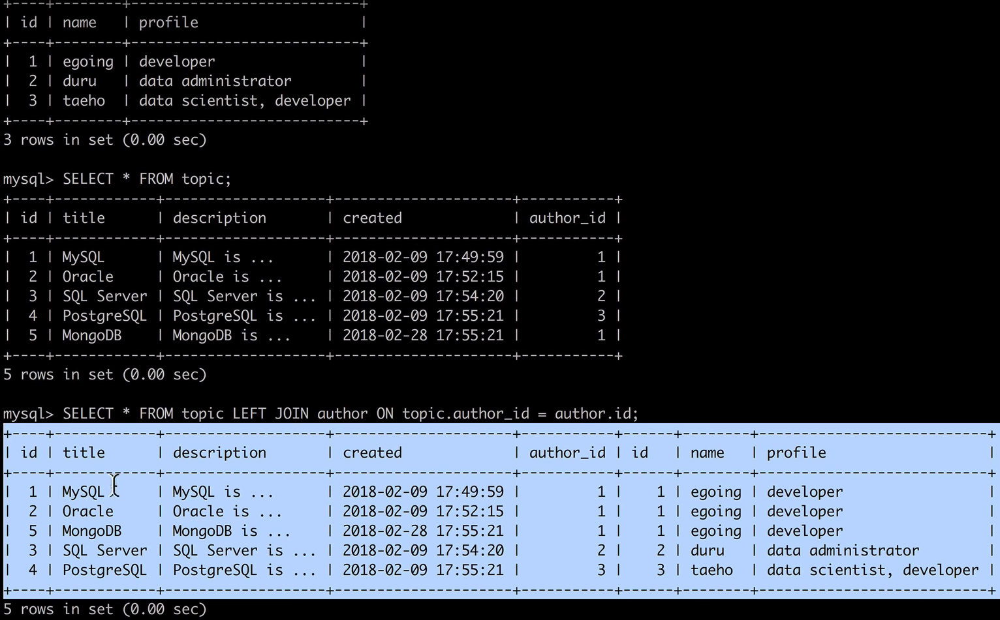 +----+--------+---------------------------+
| id | name   | profile                   |
+----+--------+---------------------------+
|  1 | egoing | developer                 |
|  2 | duru   | data administrator        |
|  3 | taeho  | data scientist, developer |
+----+--------+---------------------------+
3 rows in set (0.00 sec)
mysql> SELECT * FROM topic;
+----+------------+-------------------+---------------------+-----------+
| id | title      | description       | created             | author_id |
+----+------------+-------------------+---------------------+-----------+
|  1 | MySQL      | MySQL is ...      | 2018-02-09 17:49:59 |         1 |
|  2 | Oracle     | Oracle is ...     | 2018-02-09 17:52:15 |         1 |
|  3 | SQL Server | SQL Server is ... | 2018-02-09 17:54:20 |         2 |
|  4 | PostgreSQL | PostgreSQL is ... | 2018-02-09 17:55:21 |         3 |
|  5 | MongoDB    | MongoDB is ...    | 2018-02-28 17:55:21 |         1 |
+----+------------+-------------------+---------------------+-----------+
5 rows in set (0.00 sec)
mysql> SELECT * FROM topic LEFT JOIN author ON topic.author_id = author.id;
+----+------------+-------------------+---------------------+-----------+------+--------+---------------------------+
| id | title      | description       | created             | author_id | id   | name   | profile                   |
+----+------------+-------------------+---------------------+-----------+------+--------+---------------------------+
|  1 | MySQL      | MySQL is ...      | 2018-02-09 17:49:59 |         1 |    1 | egoing | developer                 |
|  2 | Oracle     | Oracle is ...     | 2018-02-09 17:52:15 |         1 |    1 | egoing | developer                 |
|  5 | MongoDB    | MongoDB is ...    | 2018-02-28 17:55:21 |         1 |    1 | egoing | developer                 |
|  3 | SQL Server | SQL Server is ... | 2018-02-09 17:54:20 |         2 |    2 | duru   | data administrator        |
|  4 | PostgreSQL | PostgreSQL is ... | 2018-02-09 17:55:21 |         3 |    3 | taeho  | data scientist, developer |
+----+------------+-------------------+---------------------+-----------+------+--------+---------------------------+
5 rows in set (0.00 sec)